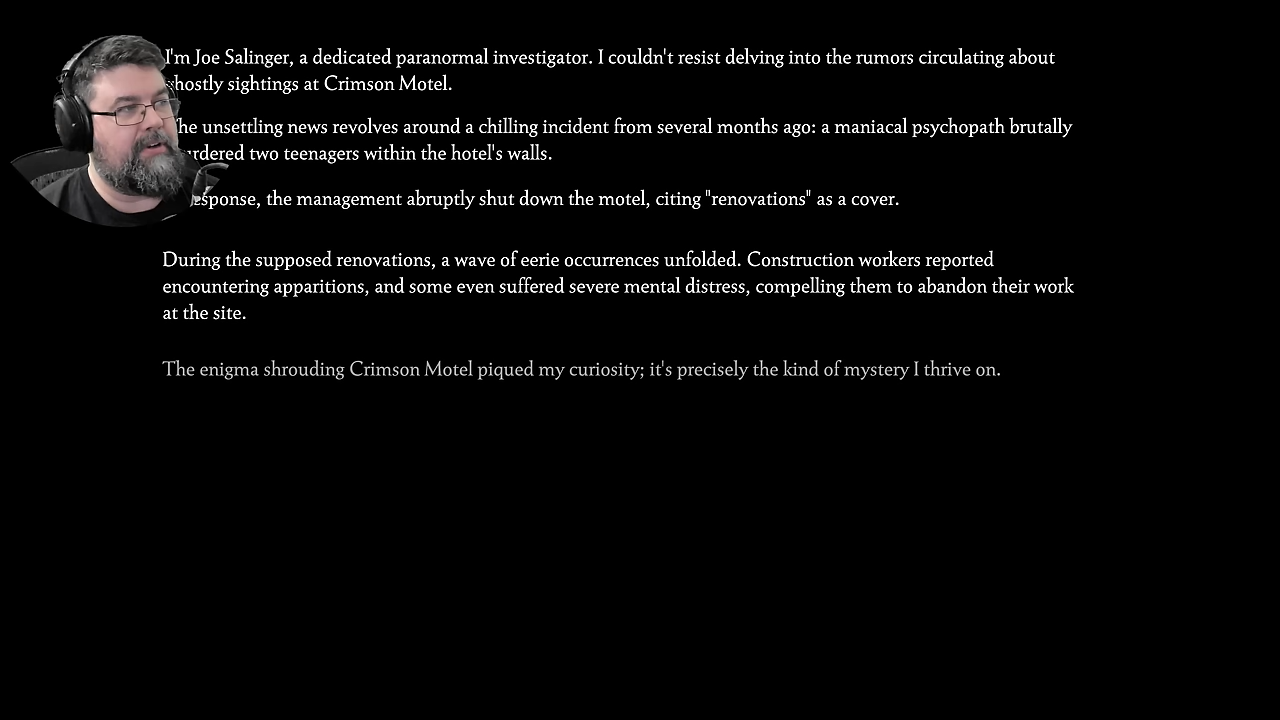 I'm Joe Salinger, a dedicated paranormal investigator. I couldn't resist delving into the rumors circulating about
ghostly sightings at Crimson Motel.
The unsettling news revolves around a chilling incident from several months ago: a maniacal psychopath brutally
murdered two teenagers within the hotel's walls.
response, the management abruptly shut down the motel, citing "renovations" as a cover.
During the supposed renovations, a wave of eerie occurrences unfolded. Construction workers reported
encountering apparitions, and some even suffered severe mental distress, compelling them to abandon their work
at the site.
The enigma shrouding Crimson Motel piqued my curiosity; it's precisely the kind of mystery I thrive on.